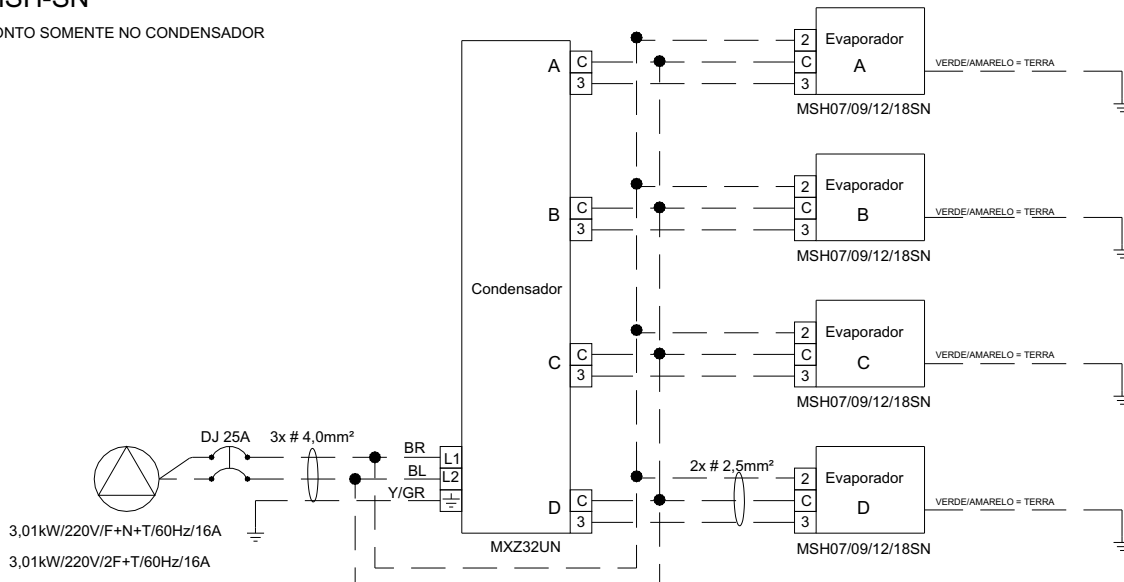 ONTO SOMENTE NO CONDENSADOR
A
C
3
2
C
3
Evaporador
A
VERDE/AMARELO = TERRA
MSH07/09/12/18SN
B
C
3
2
C
3
Evaporador
B
VERDE/AMARELO = TERRA
MSH07/09/12/18SN
Condensador
C
C
3
2
C
3
Evaporador
C
VERDE/AMARELO = TERRA
MSH07/09/12/18SN
DJ 25A
3x # 4,0mm²
BR
L1
BL
L2
Y/GR
D
C
3
2x # 2,5mm²
2
C
3
Evaporador
D
VERDE/AMARELO = TERRA
MSH07/09/12/18SN
MXZ32UN
3,01kW/220V/F+N+T/60Hz/16A
3,01kW/220V/2F+T/60Hz/16A